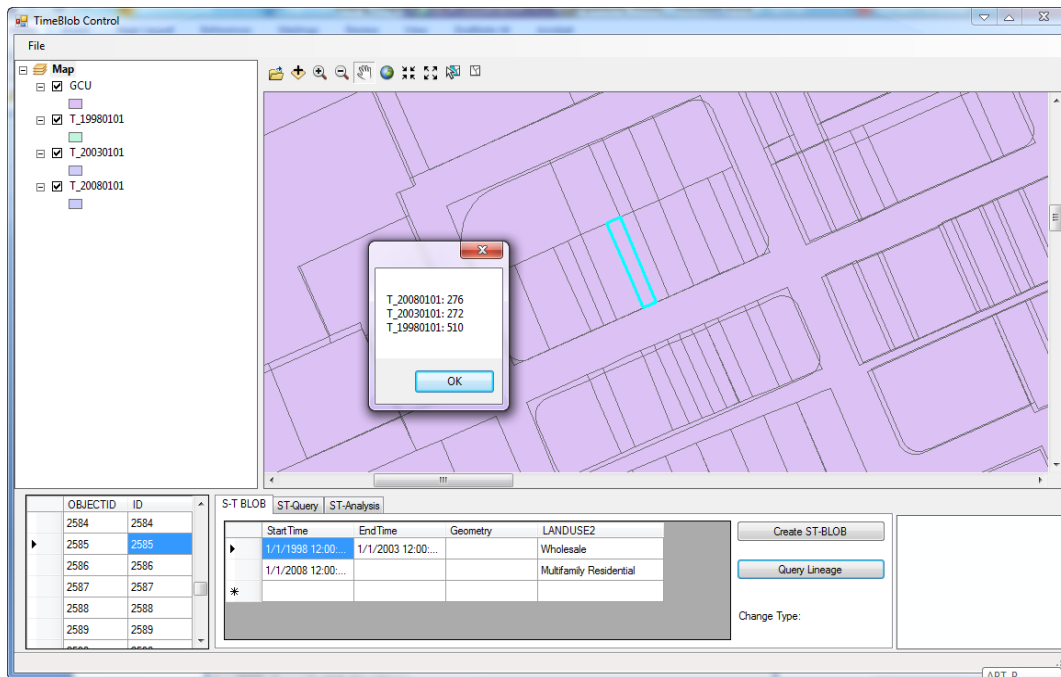 TimeBlob Control
File
Map
GCU
T_19980101
T_20030101
T_20080101
T_20080101: 276
T_20030101: 272
T_19980101: 510
OK
OBJECTID ID
2584 2584
2585 2585
2586 2586
2587 2587
2588 2588
2589 2589
S-T BLOB ST-Query ST-Analysis
StartTime EndTime Geometry LANDUSE2
1/1/1998 12:00:... 1/1/2003 12:00:... Wholesale
1/1/2008 12:00:... Multifamily Residential
Create ST-BLOB
Query Lineage
Change Type: